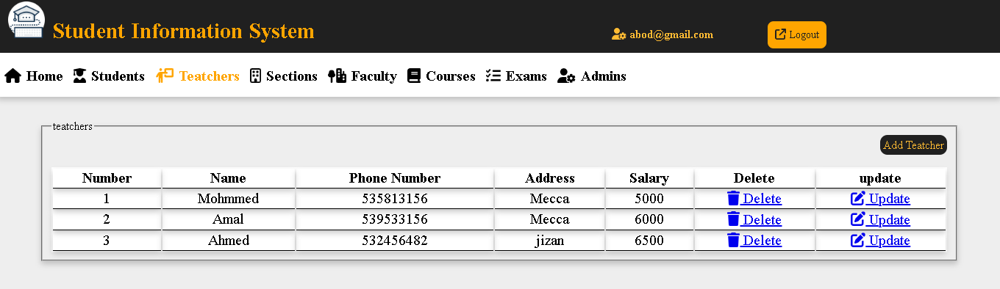 Student Information System abod@gmail.com Logout
Home Students Teatchers Sections Faculty Courses Exams Admins
teatchers
Add Teatcher
Number Name Phone Number Address Salary Delete update
1 Mohmmed 535813156 Mecca 5000 Delete Update
2 Amal 539533156 Mecca 6000 Delete Update
3 Ahmed 532456482 jizan 6500 Delete Update